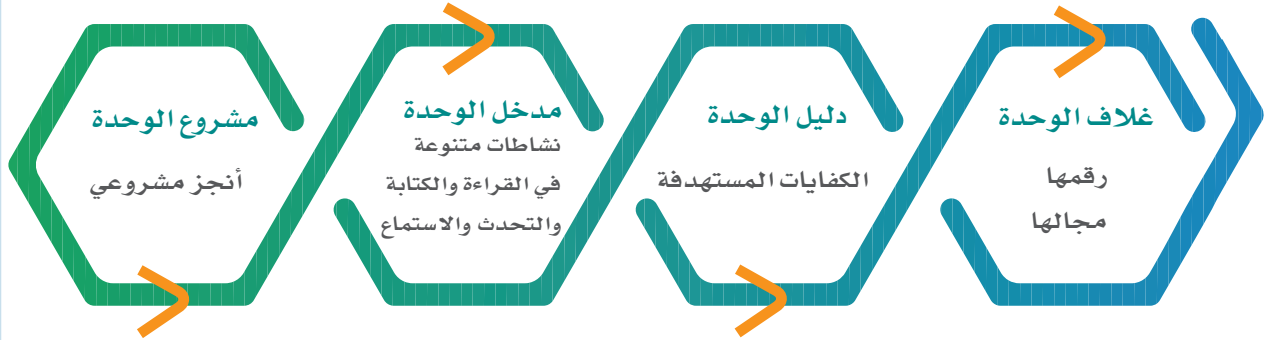 غلاف الوحدة
رقمها
مجالها
دليل الوحدة
الكفايات المستهدفة
مدخل الوحدة
نشاطات متنوعة
في القراءة والكتابة
والتحدث والاستماع
مشروع الوحدة
أنجز مشروعي